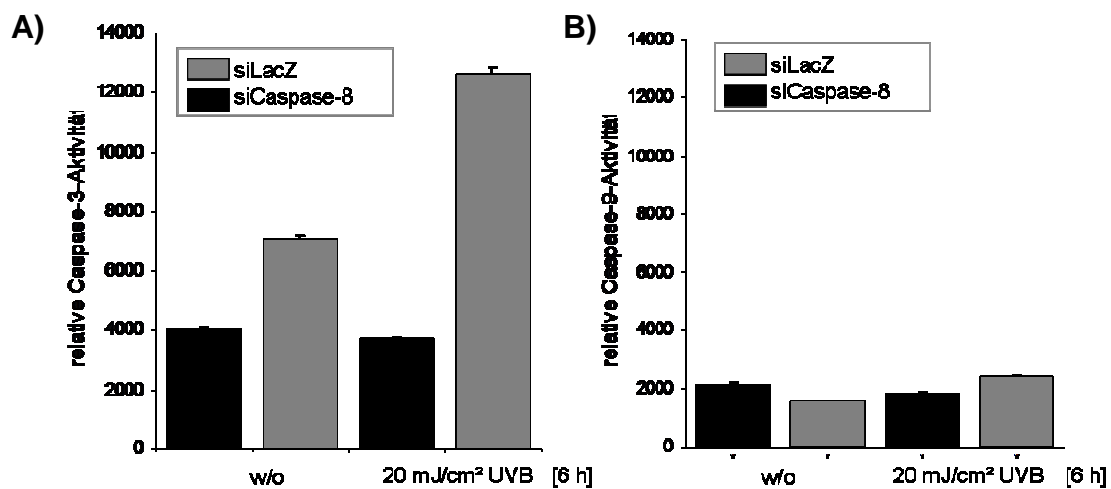 A)
relative Caspase-3-Aktivität
14000
12000
10000
8000
6000
4000
2000
0
siLacZ
siCaspase-8
w/o
20 mJ/cm² UVB
[6 h]
B)
relative Caspase-9-Aktivität
14000
12000
10000
8000
6000
4000
2000
0
siLacZ
siCaspase-8
w/o
20 mJ/cm² UVB
[6 h]